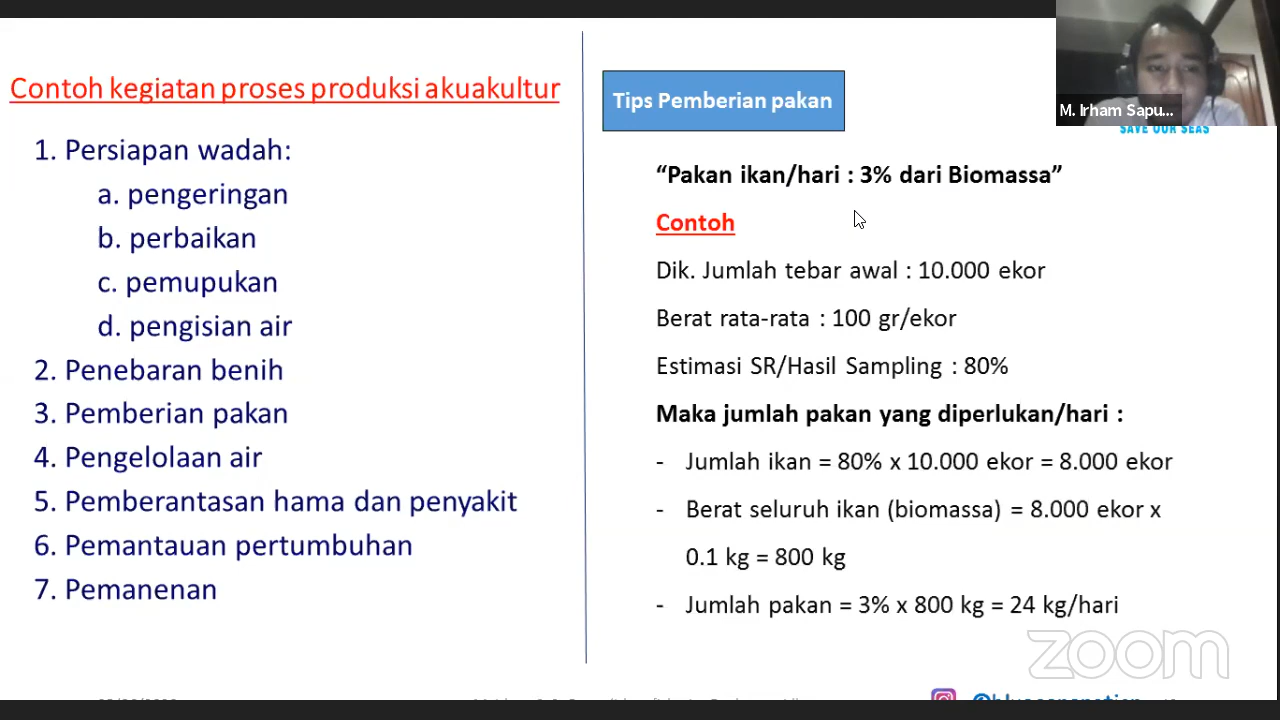 Contoh kegiatan proses produksi akuakultur
1. Persiapan wadah:
a. pengeringan
b. perbaikan
c. pemupukan
d. pengisian air
2. Penebaran benih
3. Pemberian pakan
4. Pengelolaan air
5. Pemberantasan hama dan penyakit
6. Pemantauan pertumbuhan
7. Pemanenan
Tips Pemberian pakan
M. Irham Sapu...
SAVE OUR SEAS
“Pakan ikan/hari : 3% dari Biomassa”
Contoh
Dik. Jumlah tebar awal : 10.000 ekor
Berat rata-rata : 100 gr/ekor
Estimasi SR/Hasil Sampling : 80%
Maka jumlah pakan yang diperlukan/hari :
- Jumlah ikan = 80% x 10.000 ekor = 8.000 ekor
- Berat seluruh ikan (biomassa) = 8.000 ekor x
0.1 kg = 800 kg
- Jumlah pakan = 3% x 800 kg = 24 kg/hari
zoom